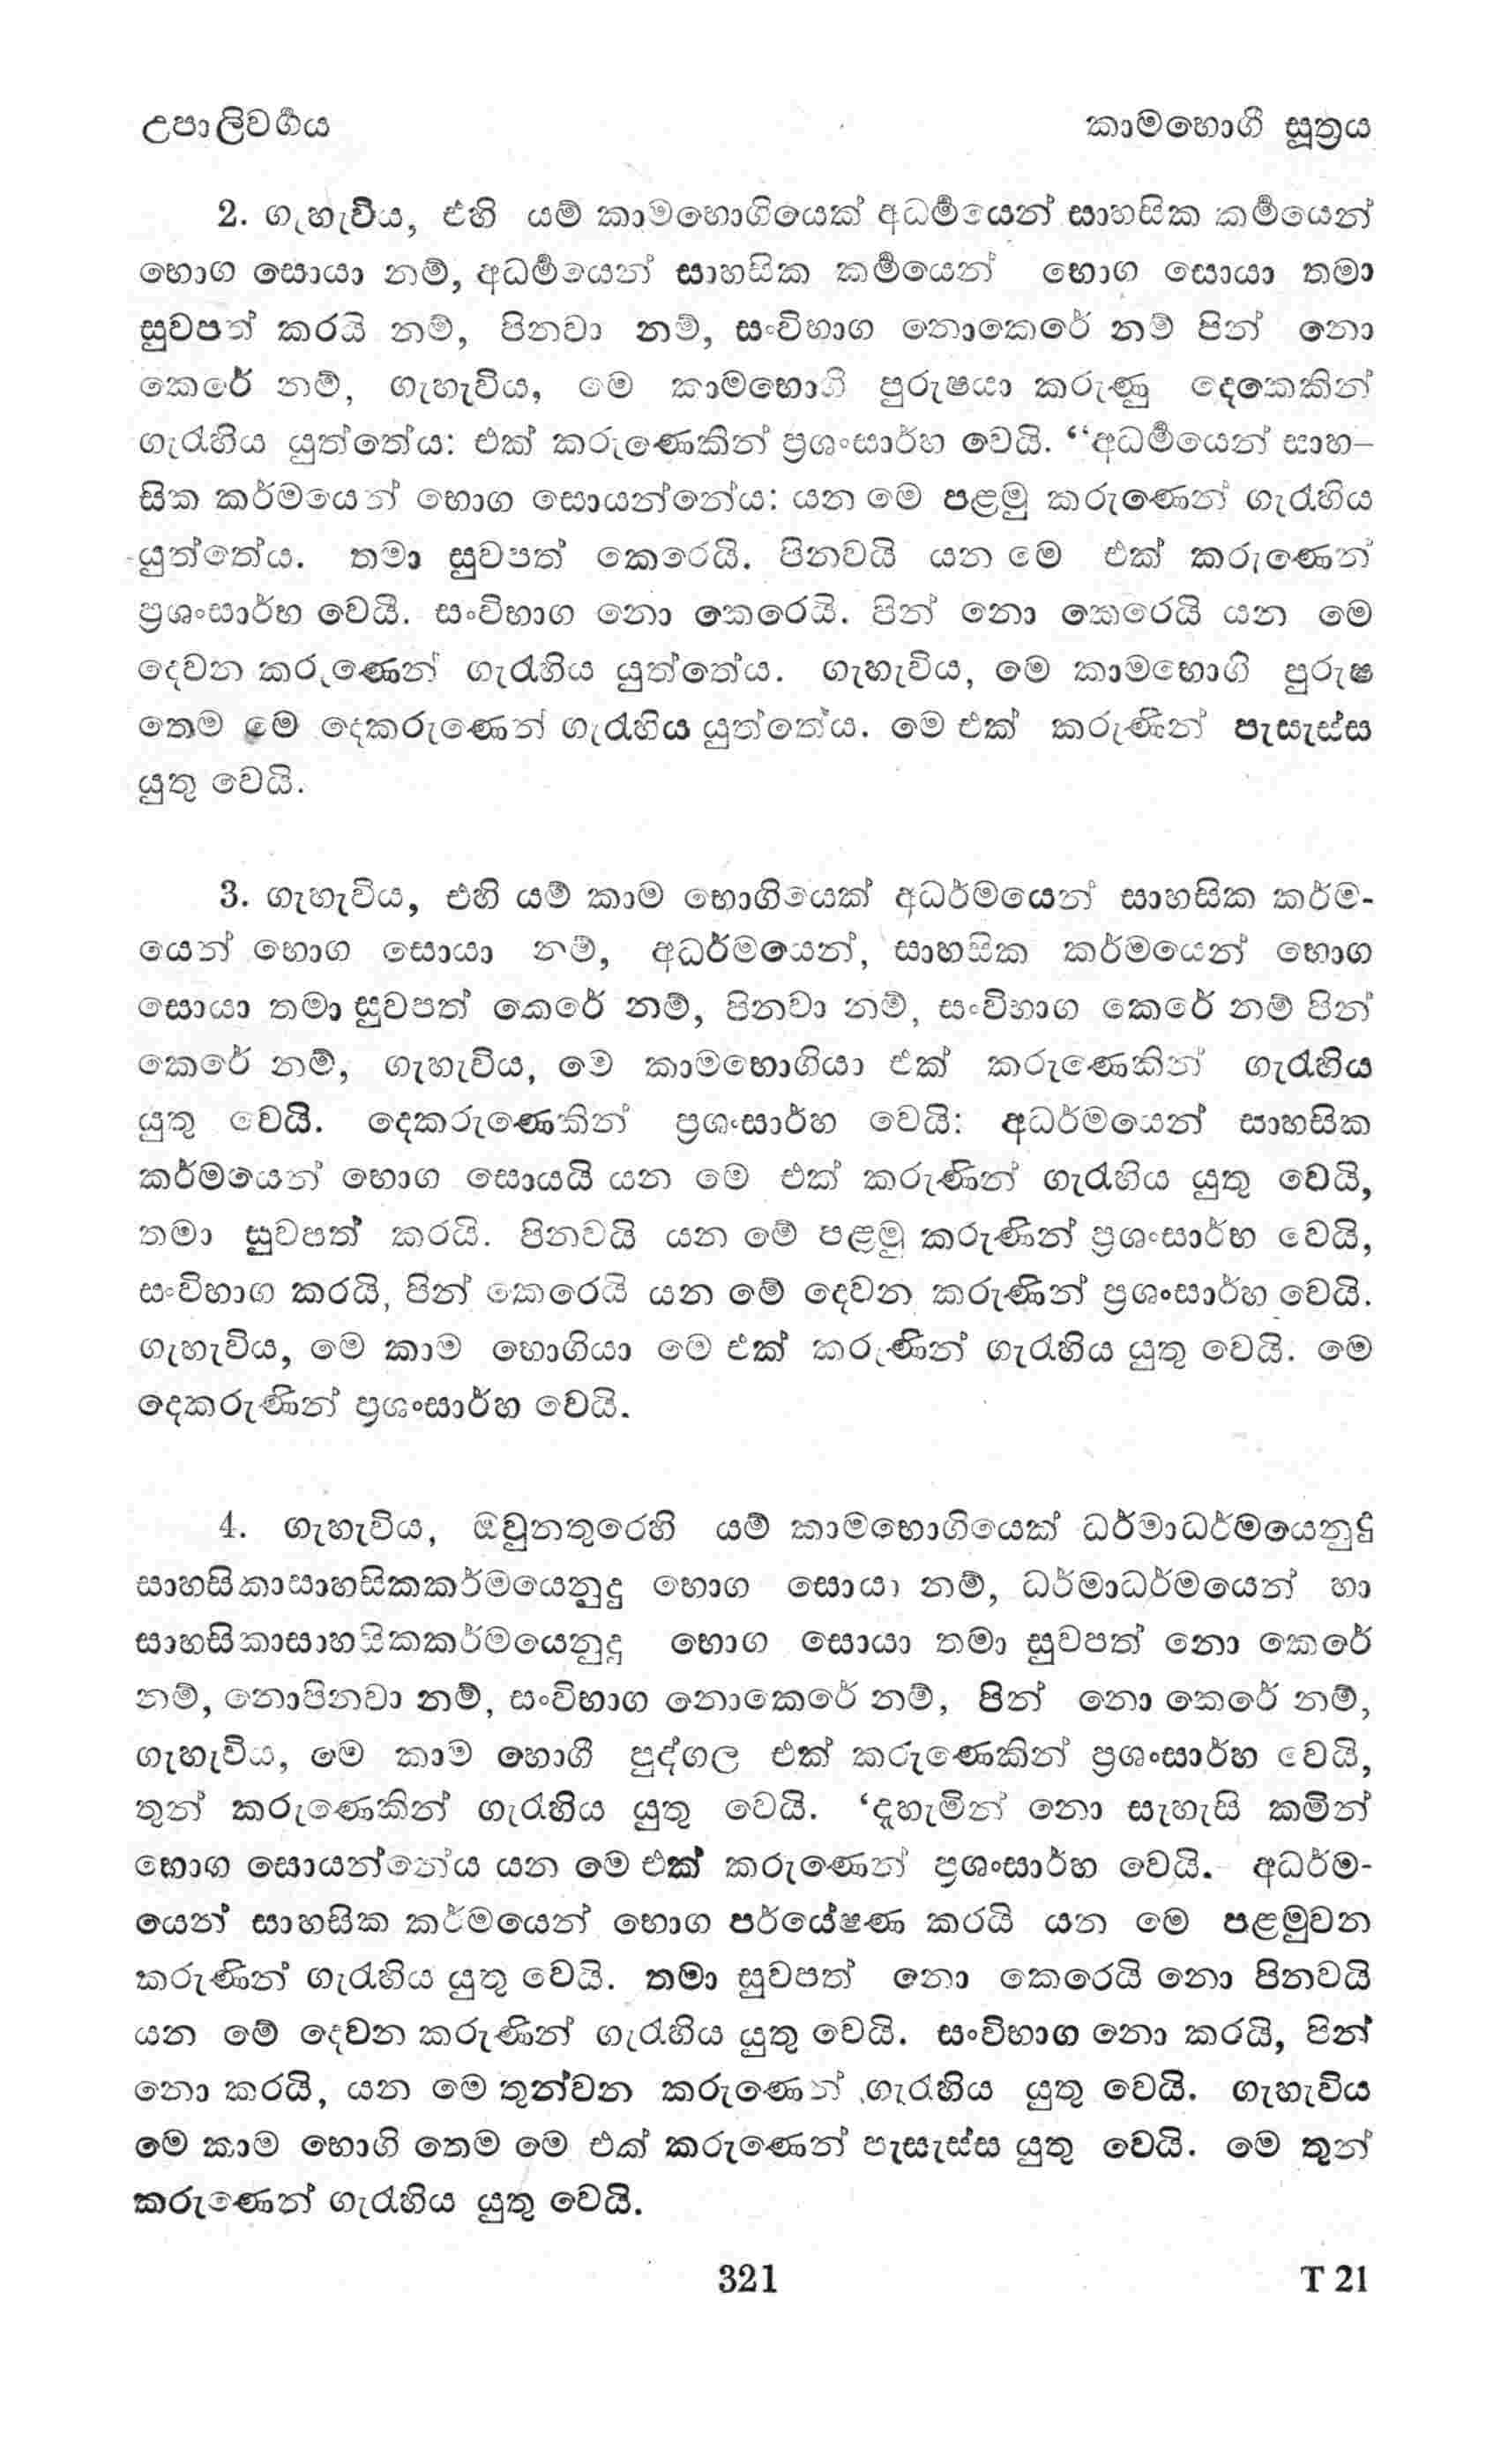 උපාලිවර්‍ගය කාමභොගී සූත්‍රය
2. ගැහැවිය, එහි යම් කාමභොගියෙක් අධර්‍මයෙන් සාහසික කර්‍මයෙන්
භොග සොයා නම්, අධර්‍මයෙන් සාහසික කර්‍මයෙන් භොග සොයා තමා
සුවපත් කරයි නම්, පිනවා නම්, සංවිභාග නොකෙරේ නම් පින් නො
කෙරේ නම්, ගැහැවිය, මෙ කාමභොගි පුරුෂයා කරුණු දෙකෙකින්
ගැරැහිය යුත්තේය: එක් කරුණෙකින් ප්‍රශංසාර්හ වෙයි. “අධර්‍මයෙන් සාහ-
සික කර්මයෙන් භොග සොයන්නේය: යන මෙ පළමු කරුණෙන් ගැරැහිය
යුත්තේය. තමා සුවපත් කෙරෙයි. පිනවයි යන මෙ එක් කරුණෙන්
ප්‍රශංසාර්හ වෙයි. සංවිභාග නො කෙරෙයි. පින් නො කෙරෙයි යන මෙ
දෙවන කරුණෙන් ගැරැහිය යුත්තේය. ගැහැවිය, මෙ කාමභොගි පුරුෂ
තෙම මෙ දෙකරුණෙන් ගැරැහිය යුත්තේය. මෙ එක් කරුණින් පැසැස්ස
යුතු වෙයි.
3. ගැහැවිය, එහි යම් කාම භොගියෙක් අධර්මයෙන් සාහසික කර්ම-
යෙන් භොග සොයා නම්, අධර්මයෙන්, සාහසික කර්මයෙන් භොග
සොයා තමා සුවපත් කෙරේ නම්, පිනවා නම්, සංවිභාග කෙරේ නම් පින්
කෙරේ නම්, ගැහැවිය, මෙ කාමභොගියා එක් කරුණෙකින් ගැරැහිය
යුතු වෙයි. දෙකරුණෙකින් ප්‍රශංසාර්හ වෙයි: අධර්මයෙන් සාහසික
කර්මයෙන් භොග සොයයි යන මෙ එක් කරුණින් ගැරැහිය යුතු වෙයි,
තමා සුවපත් කරයි. පිනවයි යන මේ පළමු කරුණින් ප්‍රශංසාර්හ වෙයි,
සංවිභාග කරයි, පින් කෙරෙයි යන මේ දෙවන කරුණින් ප්‍රශංසාර්හ වෙයි.
ගැහැවිය, මෙ කාම භොගියා මෙ එක් කරුණින් ගැරැහිය යුතු වෙයි. මෙ
දෙකරුණින් ප්‍රශංසාර්හ වෙයි.
4. ගැහැවිය, ඔවුනතුරෙහි යම් කාමභොගියෙක් ධර්මාධර්මයෙනුදු
සාහසිකාසාහසිකකර්මයෙනුදු භොග සොයා නම්, ධර්මාධර්මයෙන් හා
සාහසිකාසාහසිකකර්මයෙනුදු භොග සොයා තමා සුවපත් නො කෙරේ
නම්, නොපිනවා නම්, සංවිභාග නොකෙරේ නම්, පින් නො කෙරේ නම්,
ගැහැවිය, මෙ කාම භොගී පුද්ගල එක් කරුණෙකින් ප්‍රශංසාර්හ වෙයි,
තුන් කරුණෙකින් ගැරැහිය යුතු වෙයි. ‘දැහැමින් නො සැහැසි කමින්
භොග සොයන්නේය යන මෙ එක් කරුණෙන් ප්‍රශංසාර්හ වෙයි. අධර්ම-
යෙන් සාහසික කර්මයෙන් භොග පර්යේෂණ කරයි යන මෙ පළමුවන
කරුණින් ගැරැහිය යුතු වෙයි. තමා සුවපත් නො කෙරෙයි නො පිනවයි
යන මේ දෙවන කරුණින් ගැරැහිය යුතු වෙයි. සංවිභාග නො කරයි, පින්
නො කරයි, යන මෙ තුන්වන කරුණෙන් ගැරැහිය යුතු වෙයි. ගැහැවිය
මෙ කාම භොගි තෙම මෙ එක් කරුණෙන් පැසැස්ස යුතු වෙයි. මෙ තුන්
කරුණෙන් ගැරැහිය යුතු වෙයි.
321 T 21